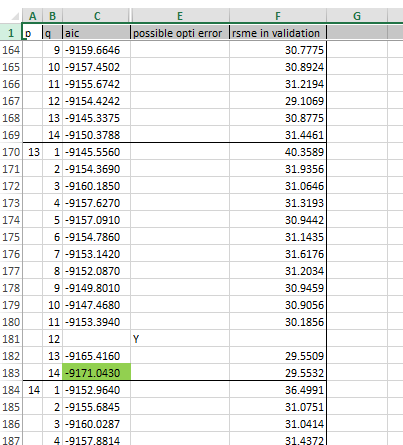 A B C E F G
1 p q aic possible opti error rsme in validation
164 9 -9159.6646 30.7775
165 10 -9157.4502 30.8924
166 11 -9155.6742 31.2194
167 12 -9154.4242 29.1069
168 13 -9145.3375 30.8775
169 14 -9150.3788 31.4461
170 13 1 -9145.5560 40.3589
171 2 -9154.3690 31.9356
172 3 -9160.1850 31.0646
173 4 -9157.6270 31.3193
174 5 -9157.0910 30.9442
175 6 -9154.7860 31.1435
176 7 -9153.1420 31.6176
177 8 -9152.0870 31.2034
178 9 -9149.8010 30.9459
179 10 -9147.4680 30.9056
180 11 -9153.3940 30.1856
181 12 Y
182 13 -9165.4160 29.5509
183 14 -9171.0430 29.5532
184 14 1 -9152.9640 36.4991
185 2 -9155.6845 31.0751
186 3 -9160.0287 31.0414
187 4 -9157.8814 31.4372